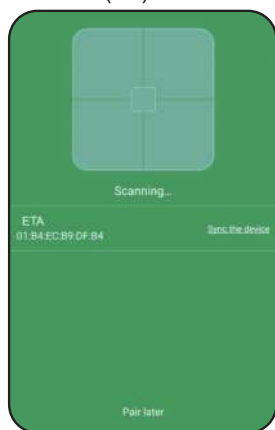 Scanning...
ETA
01:B4:EC:B9:DF:B4
Sync the device
Pair later